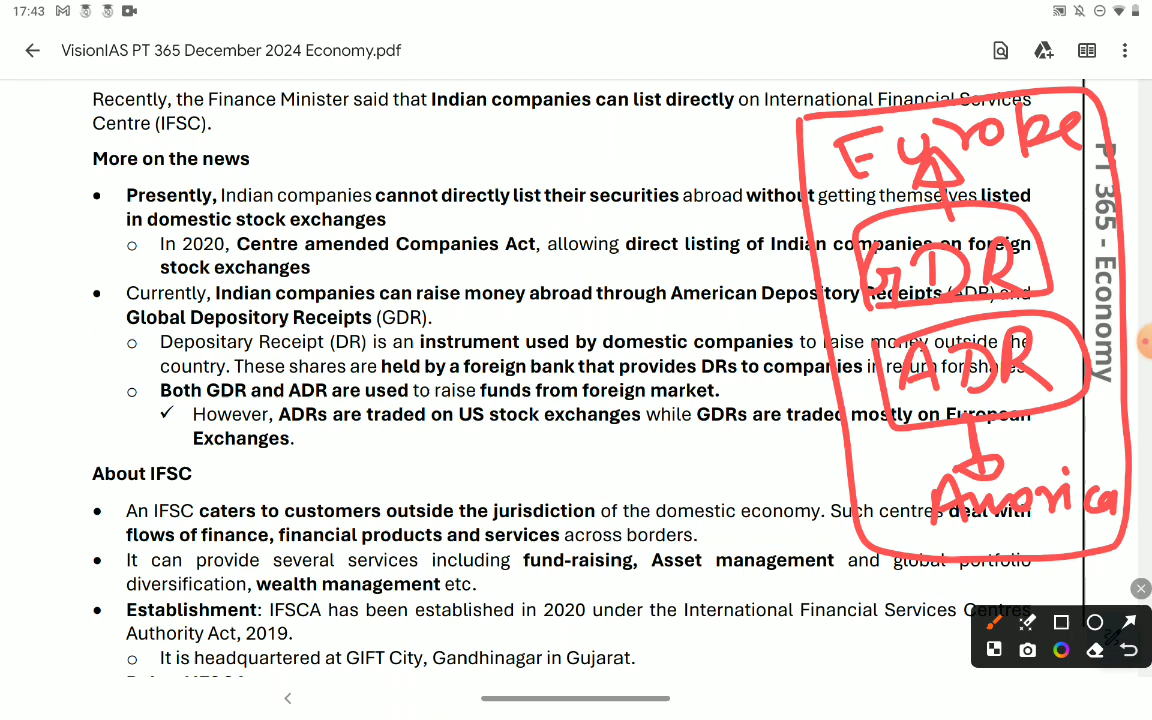 17:43
VisionIAS PT 365 December 2024 Economy.pdf
Recently, the Finance Minister said that Indian companies can list directly on International Financial Services
Centre (IFSC).
More on the news
• Presently, Indian companies cannot directly list their securities abroad without getting themselves listed
in domestic stock exchanges
o In 2020, Centre amended Companies Act, allowing direct listing of Indian companies on foreign
stock exchanges
• Currently, Indian companies can raise money abroad through American Depository Receipts (ADR) and
Global Depository Receipts (GDR).
o Depositary Receipt (DR) is an instrument used by domestic companies to raise money outside the
country. These shares are held by a foreign bank that provides DRs to companies in return for shares.
o Both GDR and ADR are used to raise funds from foreign market.
✓ However, ADRs are traded on US stock exchanges while GDRs are traded mostly on European
Exchanges.
About IFSC
• An IFSC caters to customers outside the jurisdiction of the domestic economy. Such centres deal with
flows of finance, financial products and services across borders.
• It can provide several services including fund-raising, Asset management and global portfolio
diversification, wealth management etc.
• Establishment: IFSCA has been established in 2020 under the International Financial Services Centres
Authority Act, 2019.
o It is headquartered at GIFT City, Gandhinagar in Gujarat.
PT 365 - Economy
Europe
GDR
ADR
America